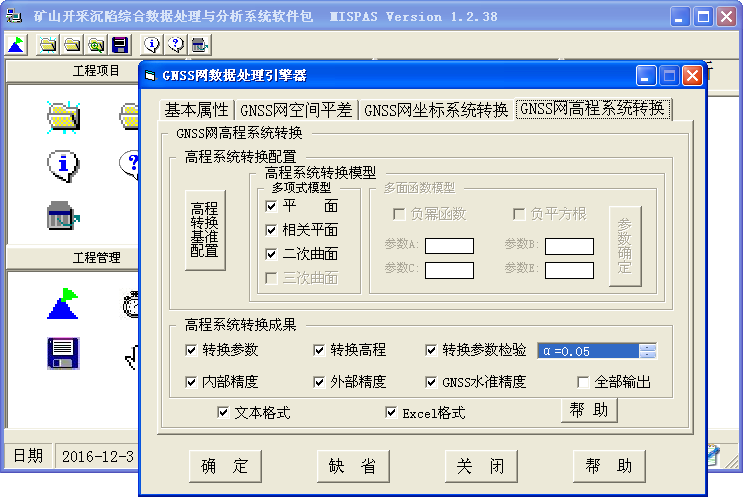 矿山开采沉陷综合数据处理与分析系统软件包 MISPAS Version 1.2.38
工程项目
工程管理
日期
2016-12-3
GNSS网数据处理引擎器
基本属性 GNSS网空间平差 GNSS网坐标系统转换 GNSS网高程系统转换
GNSS网高程系统转换
高程系统转换配置
高程转换基准配置
高程系统转换模型
多项式模型
平 面
相关平面
二次曲面
三次曲面
多面函数模型
负幂函数 负平方根
参数A: 参数B:
参数C: 参数E:
参数确定
高程系统转换成果
转换参数 转换高程 转换参数检验 α=0.05
内部精度 外部精度 GNSS水准精度 全部输出
文本格式 Excel格式 帮 助
确 定 缺 省 关 闭 帮 助